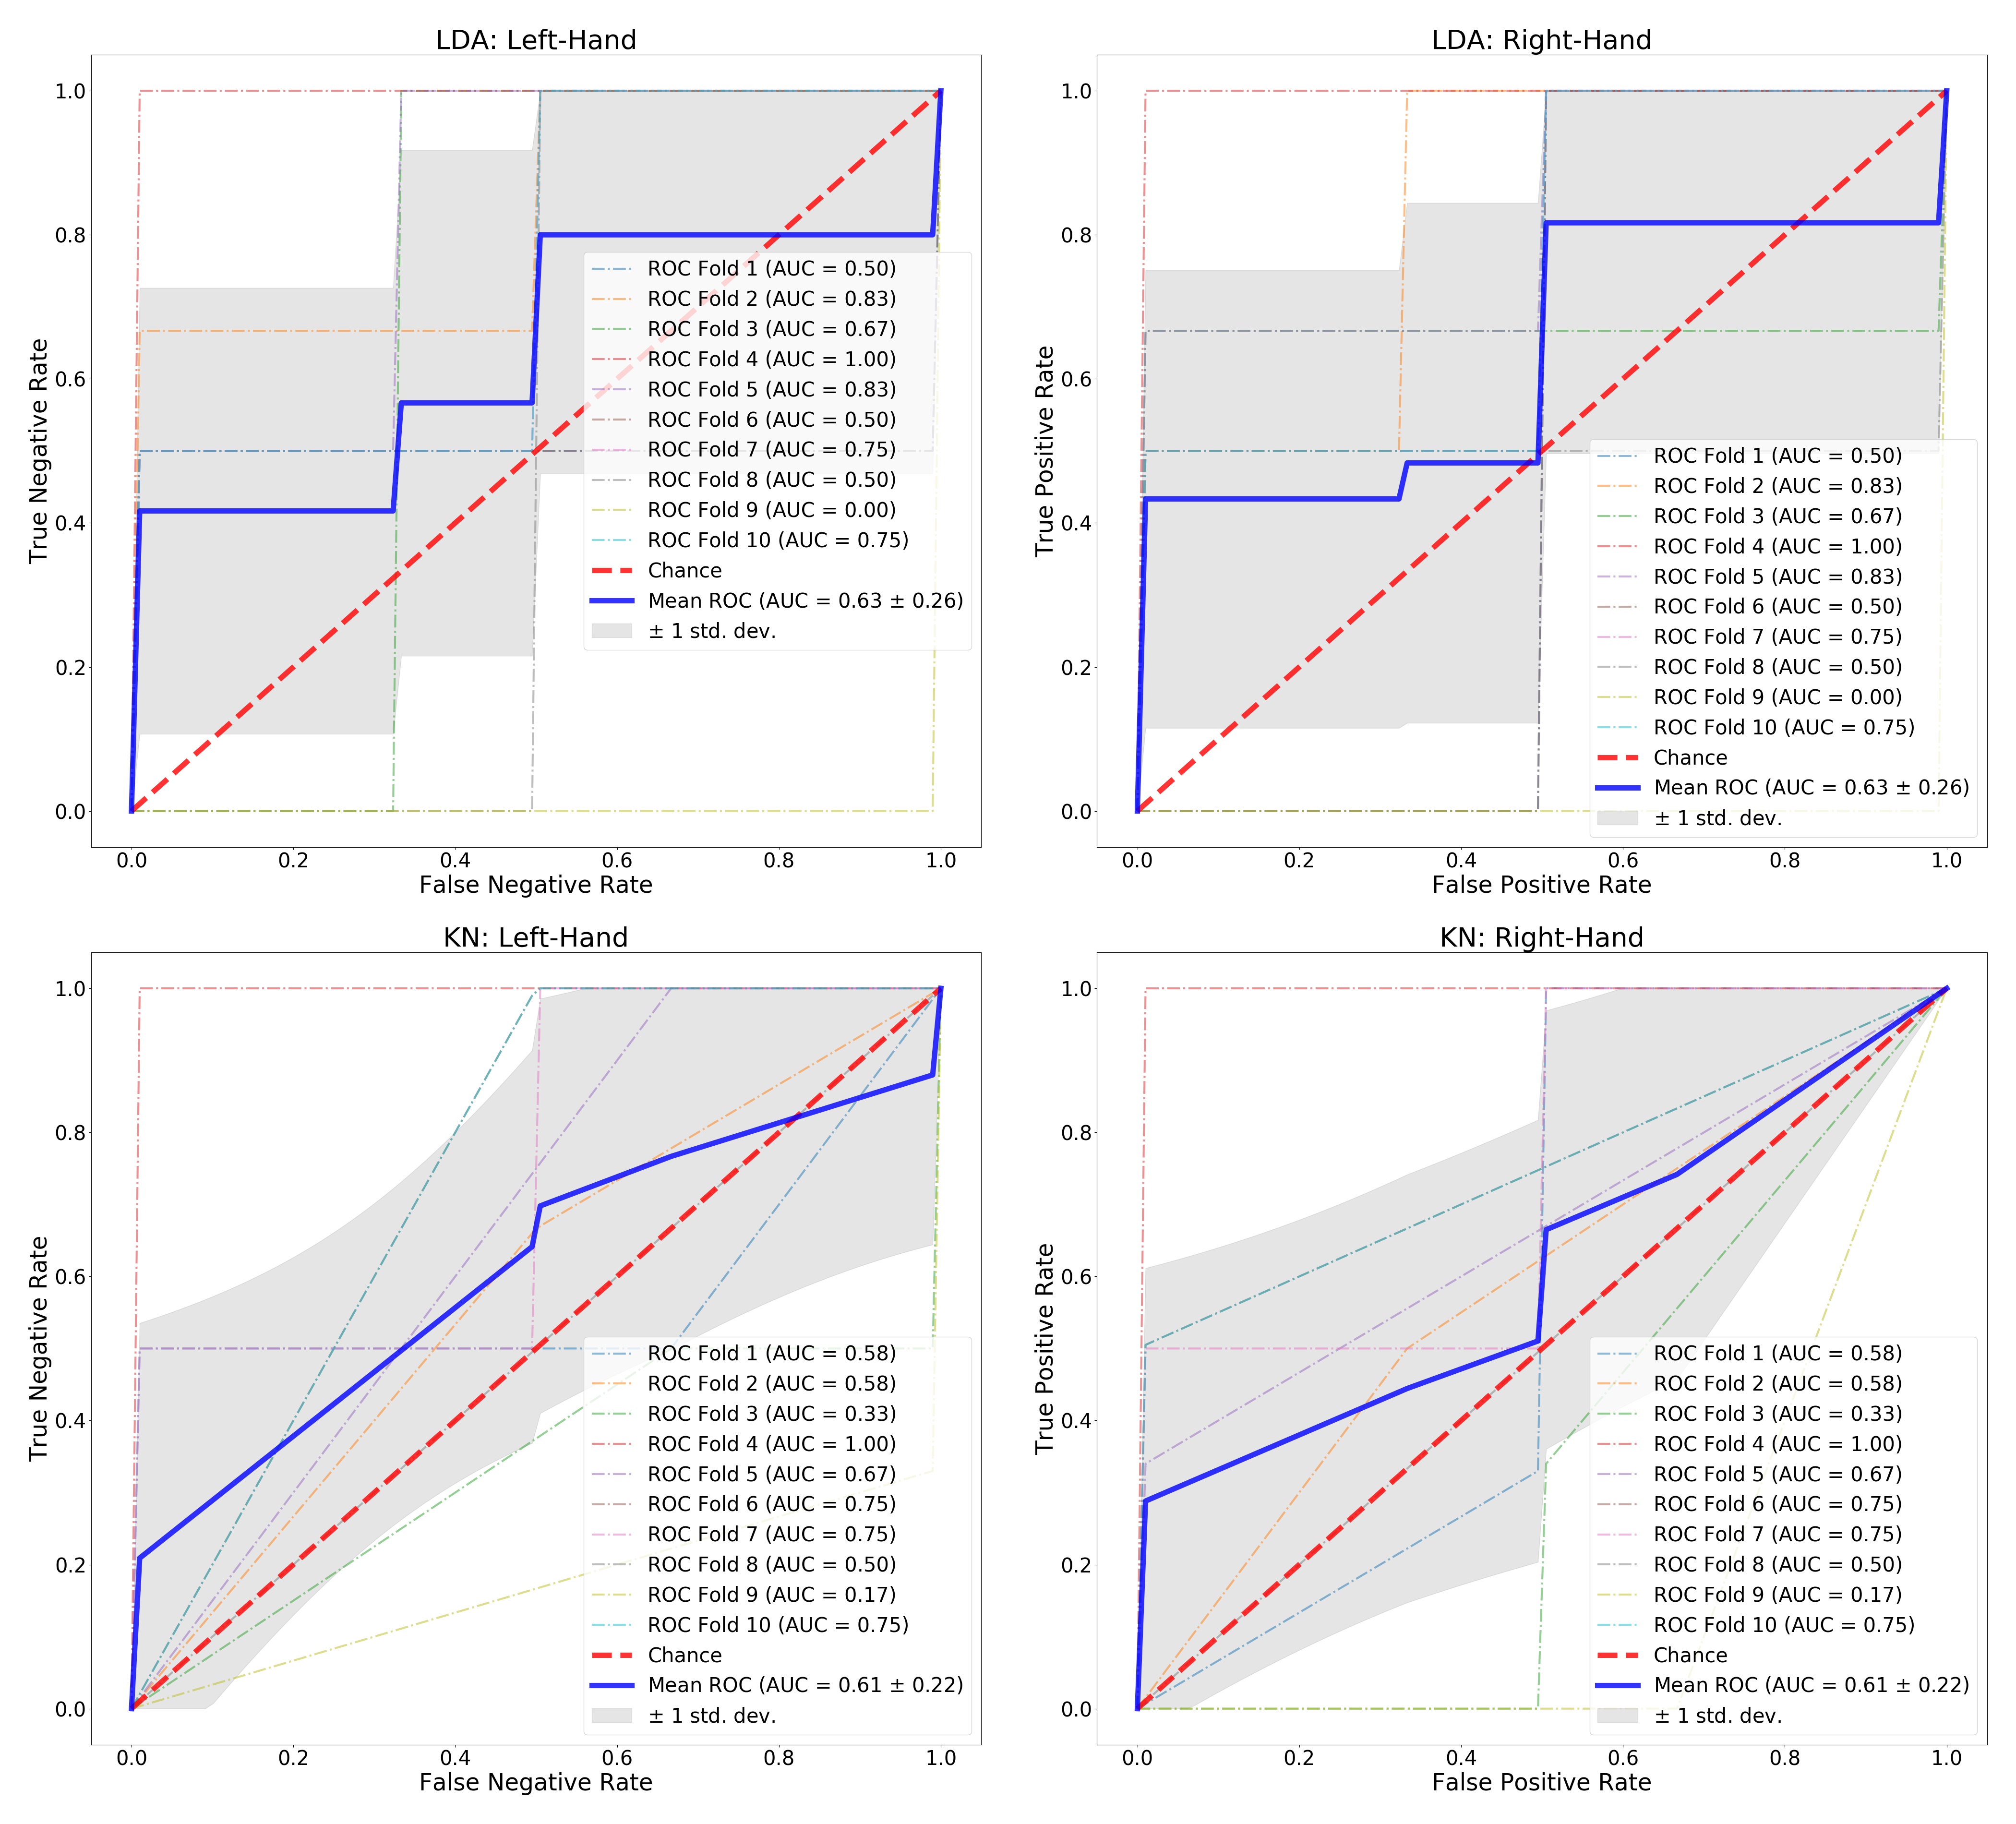 LDA: Left-Hand
True Negative Rate
1.0
0.8
0.6
0.4
0.2
0.0
ROC Fold 1 (AUC = 0.50)
ROC Fold 2 (AUC = 0.83)
ROC Fold 3 (AUC = 0.67)
ROC Fold 4 (AUC = 1.00)
ROC Fold 5 (AUC = 0.83)
ROC Fold 6 (AUC = 0.50)
ROC Fold 7 (AUC = 0.75)
ROC Fold 8 (AUC = 0.50)
ROC Fold 9 (AUC = 0.00)
ROC Fold 10 (AUC = 0.75)
Chance
Mean ROC (AUC = 0.63 ± 0.26)
± 1 std. dev.
0.0 0.2 0.4 0.6 0.8 1.0
False Negative Rate
LDA: Right-Hand
True Positive Rate
1.0
0.8
0.6
0.4
0.2
0.0
ROC Fold 1 (AUC = 0.50)
ROC Fold 2 (AUC = 0.83)
ROC Fold 3 (AUC = 0.67)
ROC Fold 4 (AUC = 1.00)
ROC Fold 5 (AUC = 0.83)
ROC Fold 6 (AUC = 0.50)
ROC Fold 7 (AUC = 0.75)
ROC Fold 8 (AUC = 0.50)
ROC Fold 9 (AUC = 0.00)
ROC Fold 10 (AUC = 0.75)
Chance
Mean ROC (AUC = 0.63 ± 0.26)
± 1 std. dev.
0.0 0.2 0.4 0.6 0.8 1.0
False Positive Rate
KN: Left-Hand
True Negative Rate
1.0
0.8
0.6
0.4
0.2
0.0
ROC Fold 1 (AUC = 0.58)
ROC Fold 2 (AUC = 0.58)
ROC Fold 3 (AUC = 0.33)
ROC Fold 4 (AUC = 1.00)
ROC Fold 5 (AUC = 0.67)
ROC Fold 6 (AUC = 0.75)
ROC Fold 7 (AUC = 0.75)
ROC Fold 8 (AUC = 0.50)
ROC Fold 9 (AUC = 0.17)
ROC Fold 10 (AUC = 0.75)
Chance
Mean ROC (AUC = 0.61 ± 0.22)
± 1 std. dev.
0.0 0.2 0.4 0.6 0.8 1.0
False Negative Rate
KN: Right-Hand
True Positive Rate
1.0
0.8
0.6
0.4
0.2
0.0
ROC Fold 1 (AUC = 0.58)
ROC Fold 2 (AUC = 0.58)
ROC Fold 3 (AUC = 0.33)
ROC Fold 4 (AUC = 1.00)
ROC Fold 5 (AUC = 0.67)
ROC Fold 6 (AUC = 0.75)
ROC Fold 7 (AUC = 0.75)
ROC Fold 8 (AUC = 0.50)
ROC Fold 9 (AUC = 0.17)
ROC Fold 10 (AUC = 0.75)
Chance
Mean ROC (AUC = 0.61 ± 0.22)
± 1 std. dev.
0.0 0.2 0.4 0.6 0.8 1.0
False Positive Rate